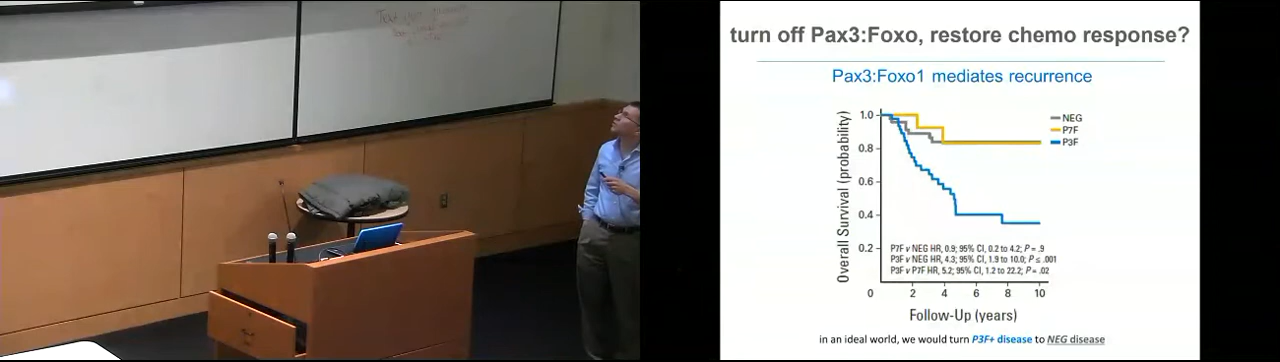 turn off Pax3:Foxo, restore chemo response?
Pax3:Foxo1 mediates recurrence
Overall Survival (probability)
1.0
0.8
0.6
0.4
0.2
0
2
4
6
8
10
Follow-Up (years)
NEG
P7F
P3F
P7F v NEG HR, 0.9; 95% CI, 0.2 to 4.2; P = .9
P3F v NEG HR, 4.3; 95% CI, 1.9 to 10.0; P ≤ .001
P3F v P7F HR, 5.2; 95% CI, 1.2 to 22.2; P = .02
in an ideal world, we would turn P3F+ disease to NEG disease